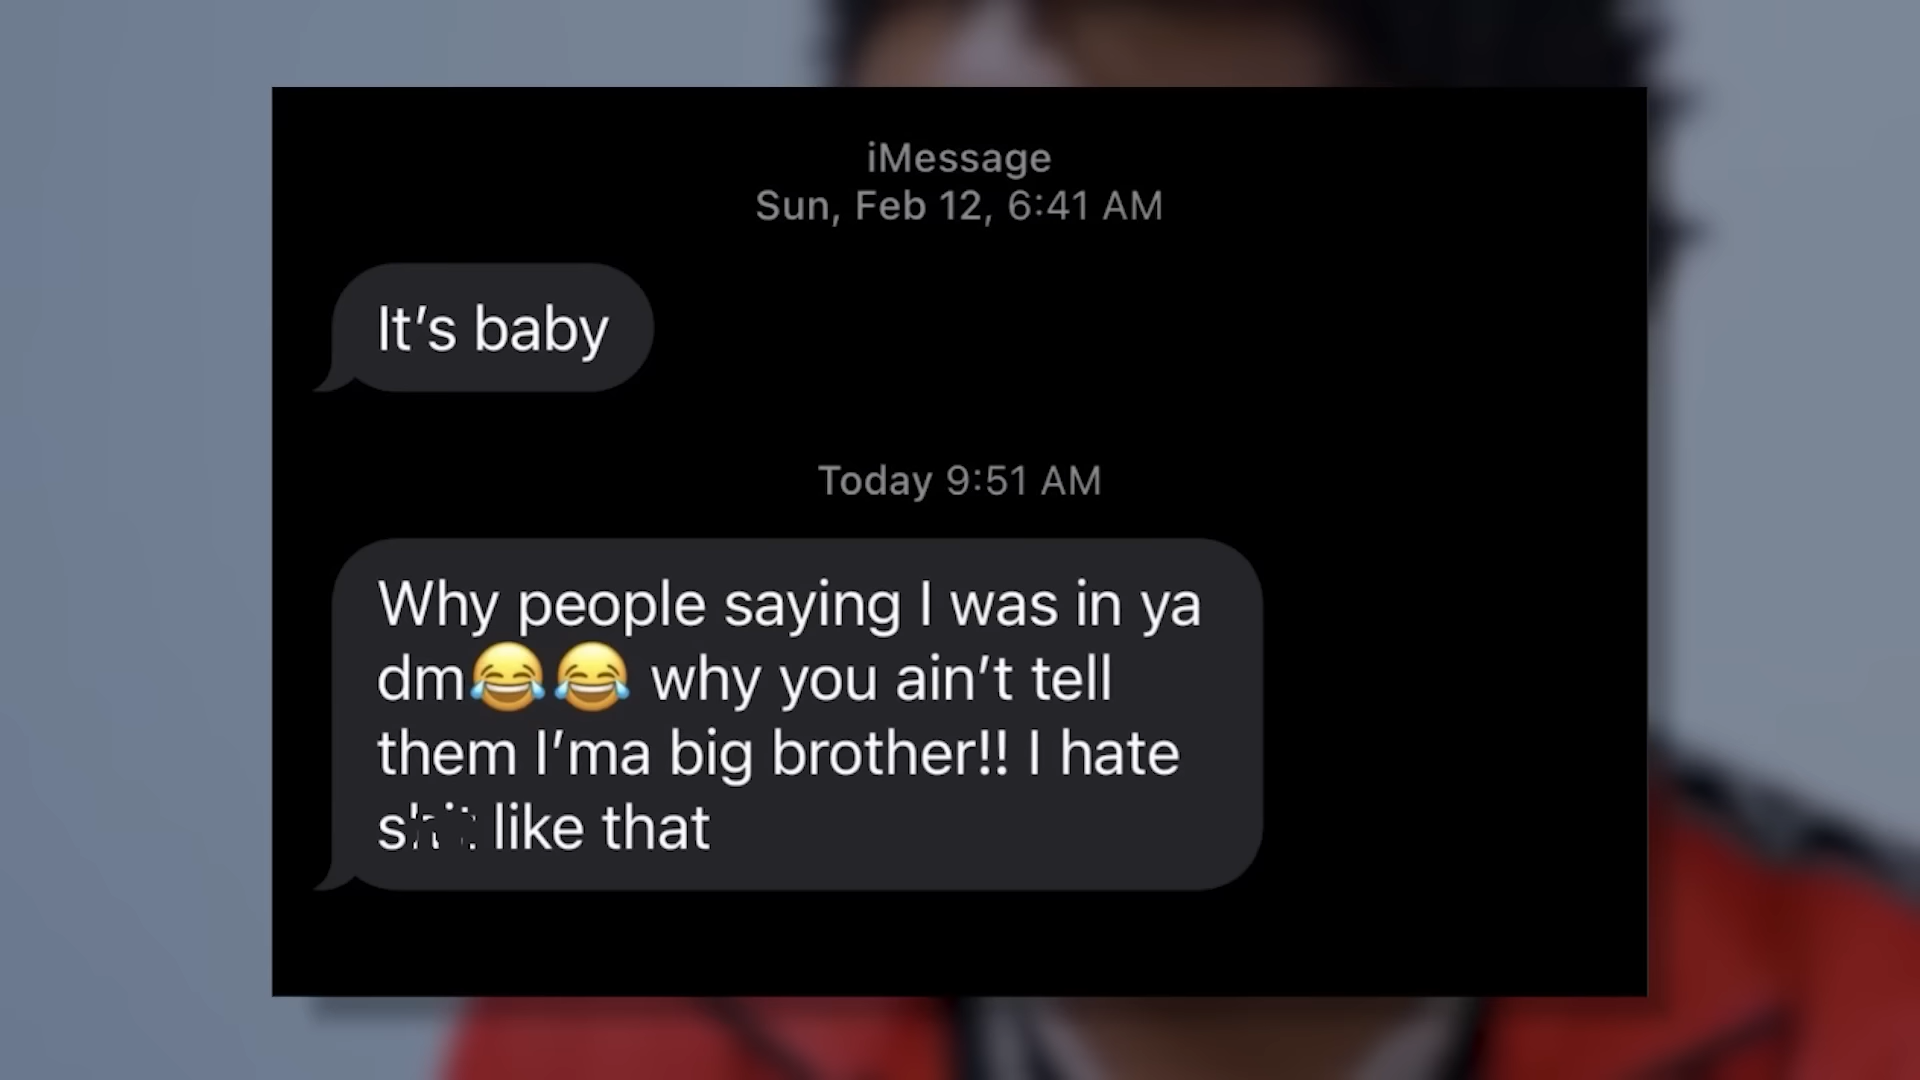 iMessage
Sun, Feb 12, 6:41 AM
It’s baby
Today 9:51 AM
Why people saying I was in ya
dm😂😂 why you ain’t tell
them I’ma big brother!! I hate
like that